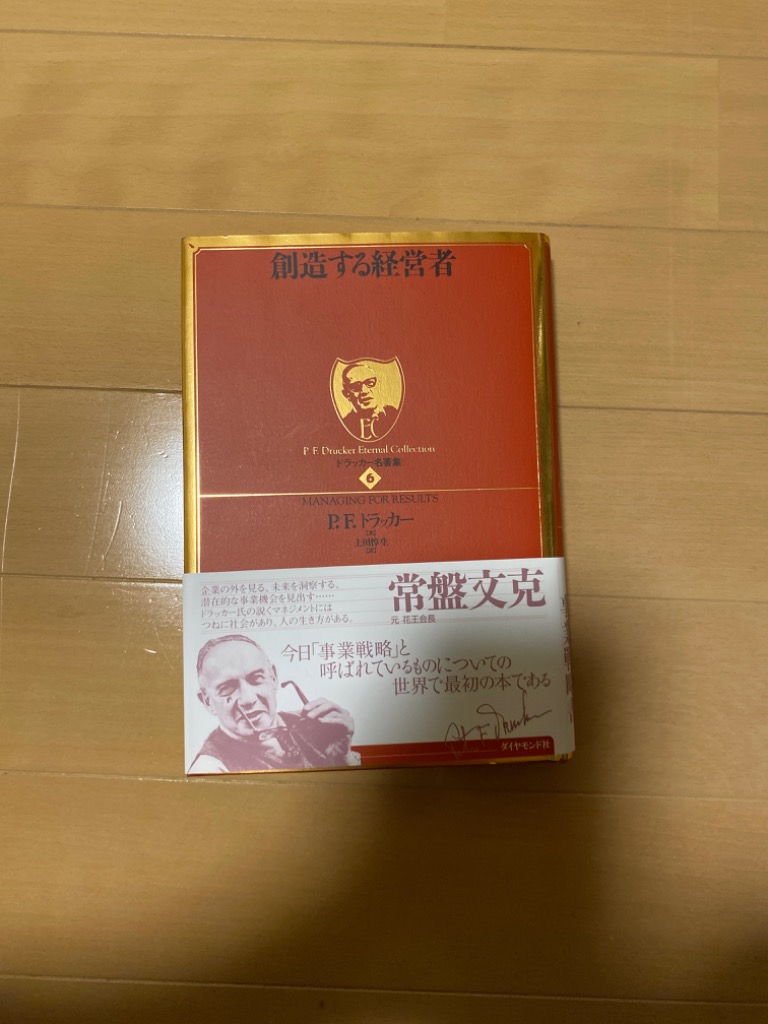 創造する経営者
EC
P. F. Drucker Eternal Collection
ドラッカー名著集
6
MANAGING FOR RESULTS
P.F.ドラッカー
[著]
上田惇生
[訳]
企業の外を見る。未来を洞察する。
潜在的な事業機会を見出す……
ドラッカー氏の説くマネジメントには
つねに社会があり、人の生き方がある。
常盤文克
元 花王会長
今日「事業戦略」と
呼ばれているものについての
世界で最初の本である
ダイヤモンド社